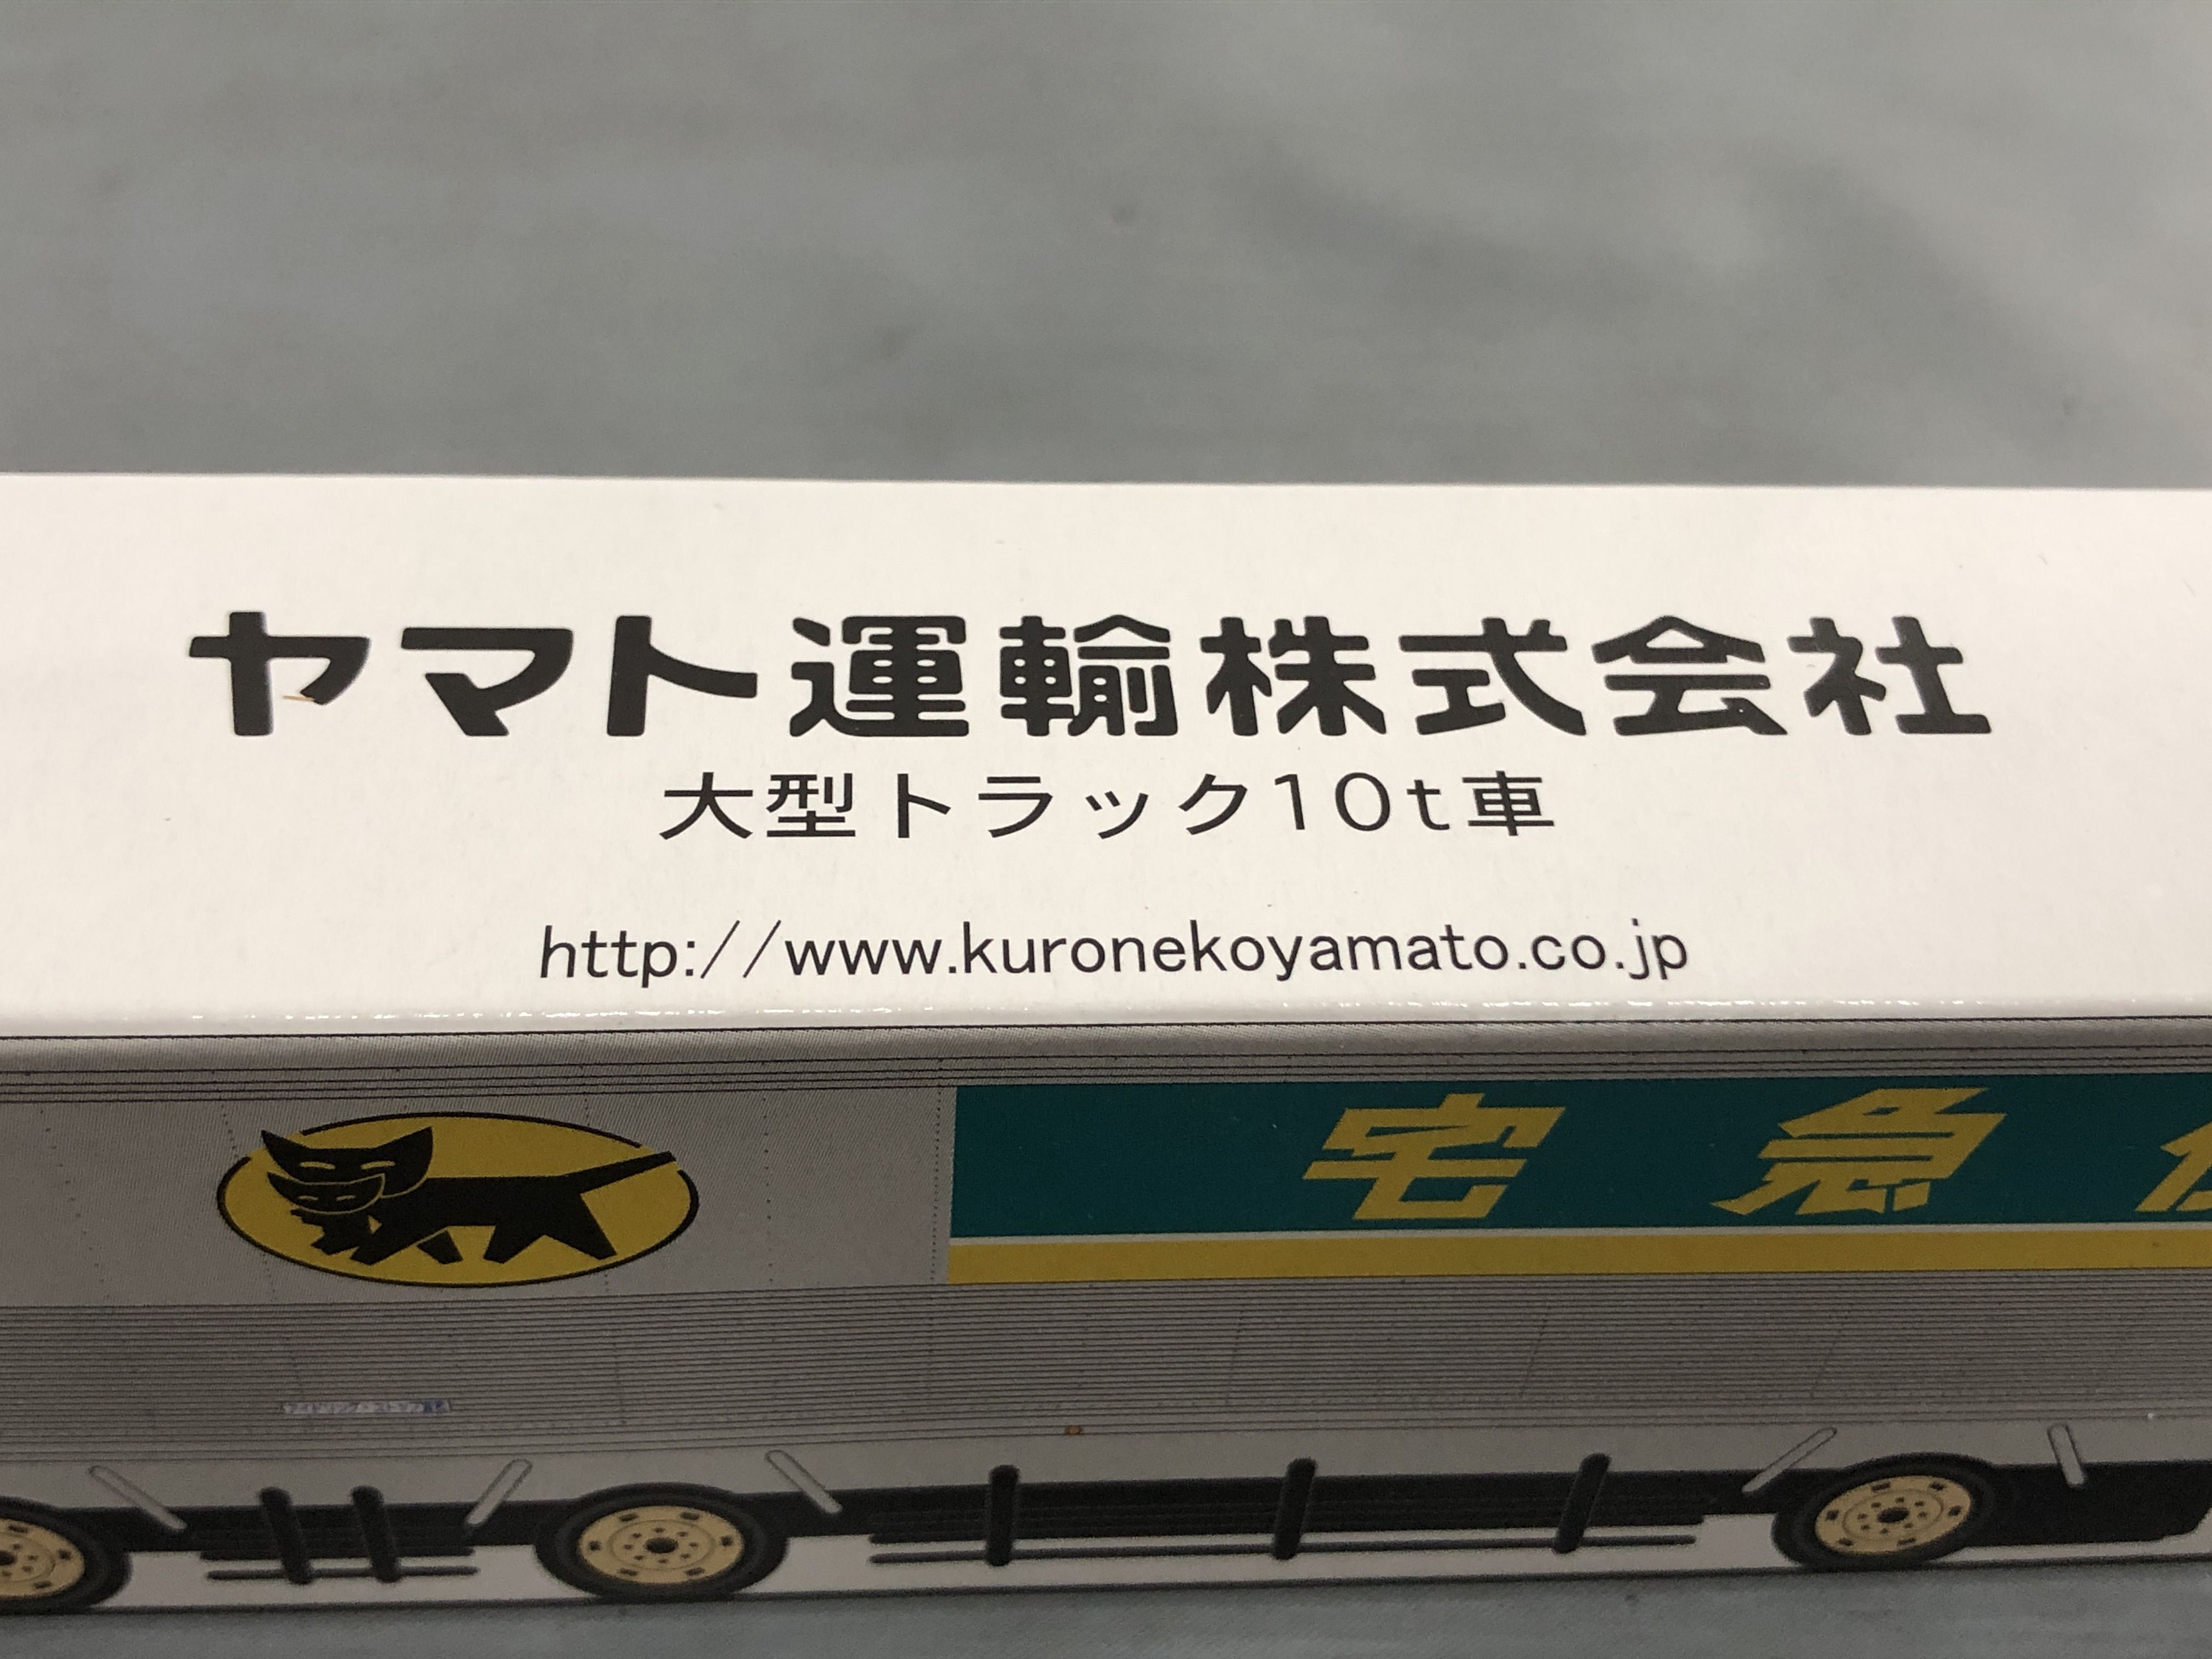 ヤマト運輸株式会社
大型トラック10t車
http://www.kuronekoyamato.co.jp
宅急